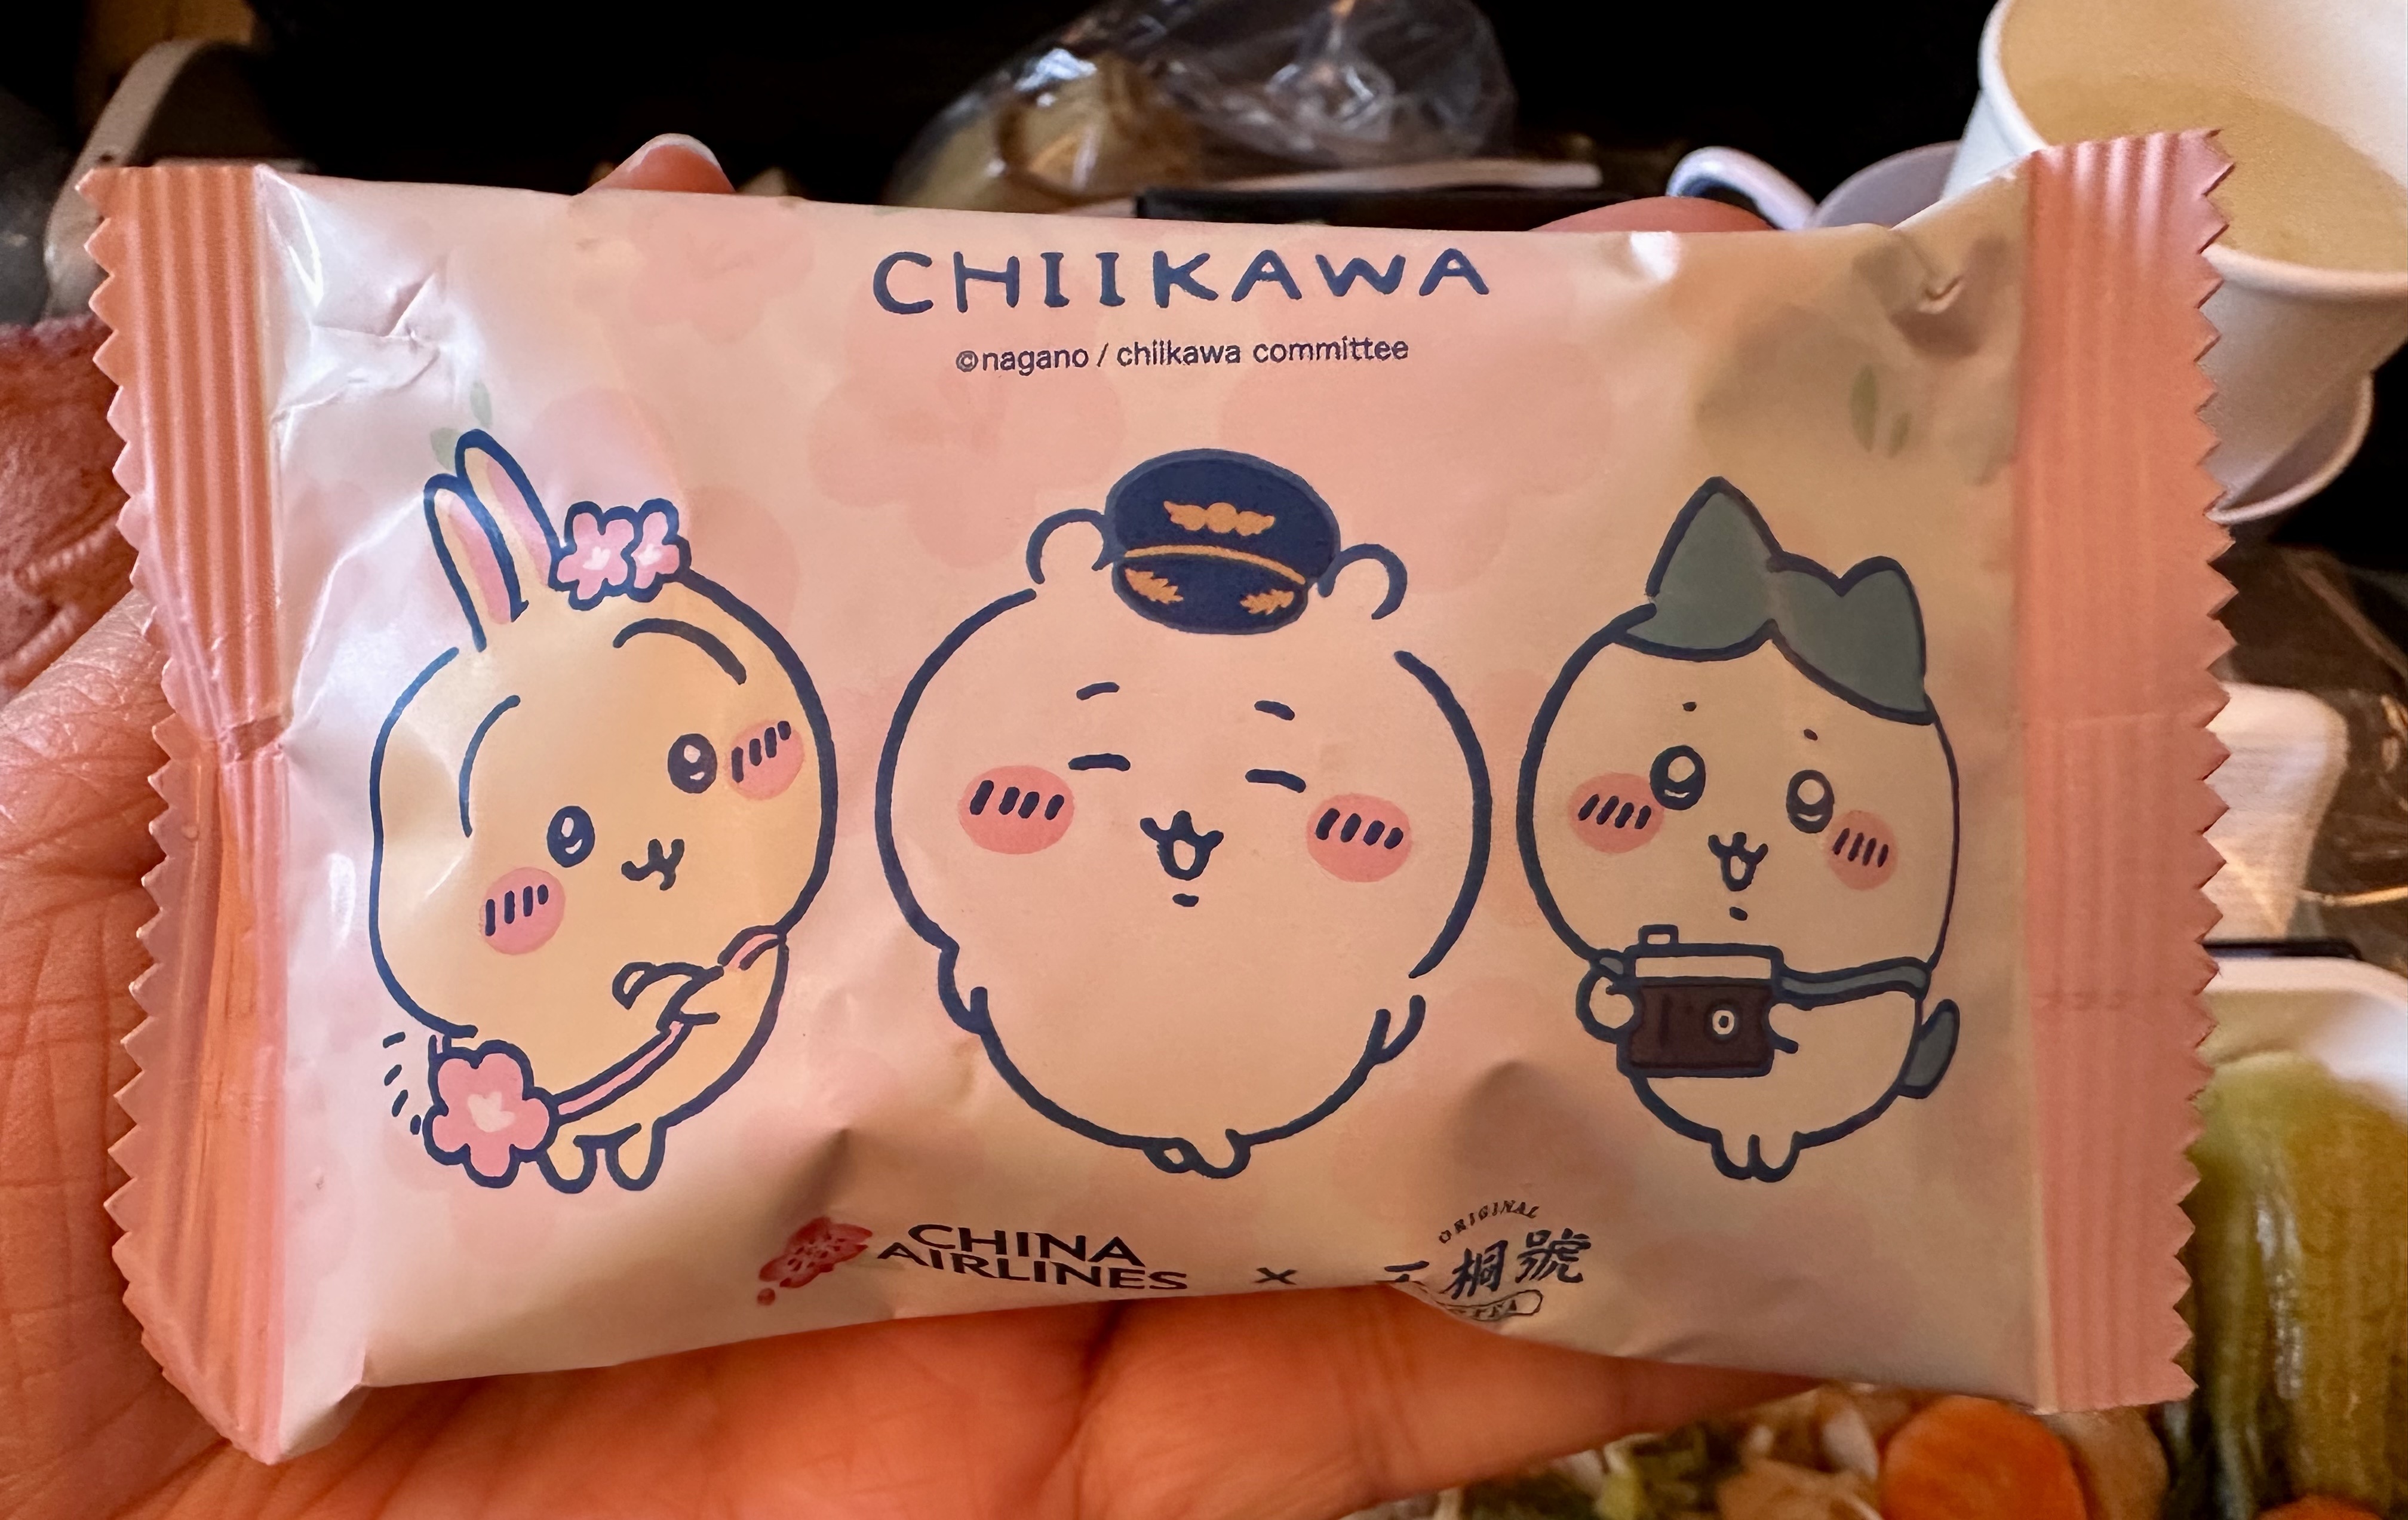 CHIIKAWA
©nagano / chiikawa committee
CHINA
AIRLINES
x
ORIGINAL
桐號